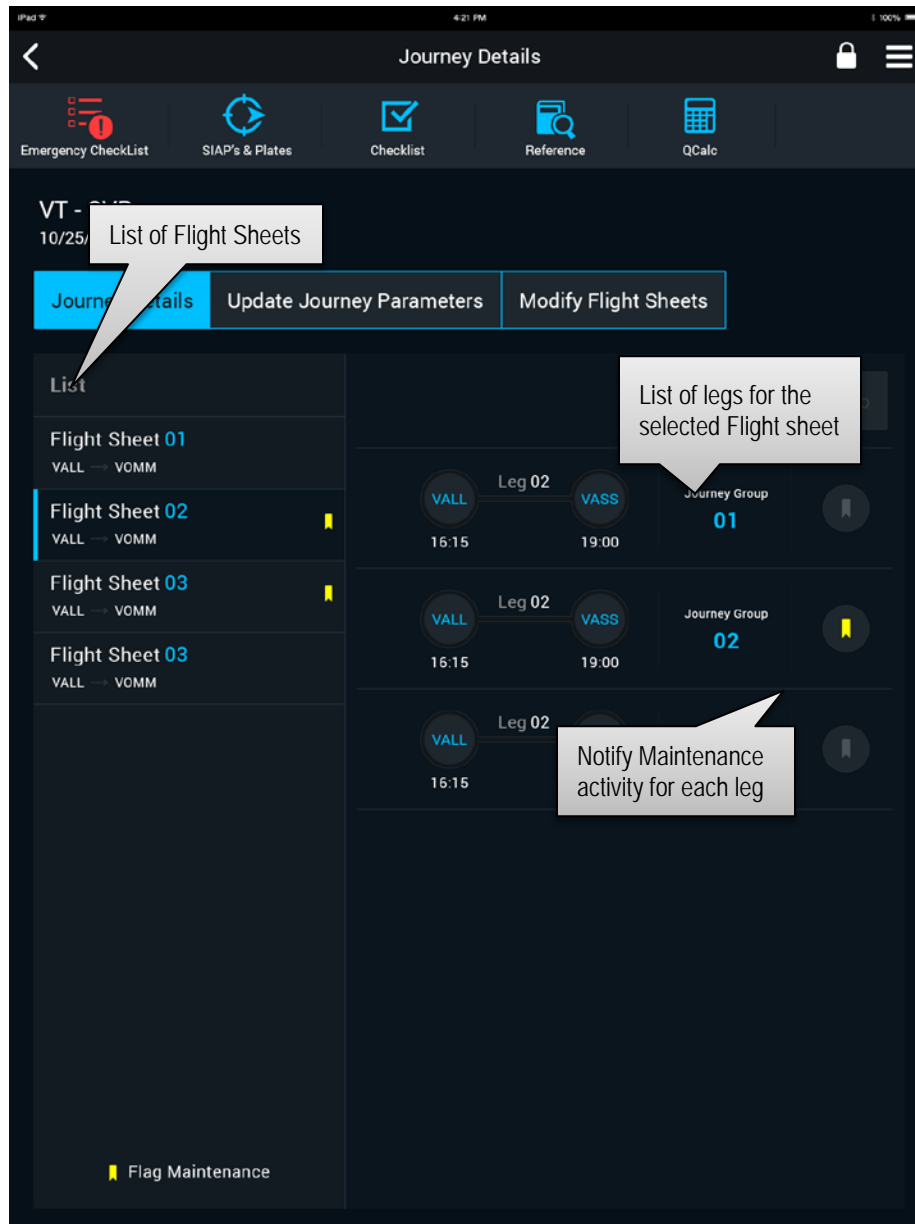 iPad
4:21 PM
100%
Journey Details
Emergency CheckList
SIAP's & Plates
Checklist
Reference
QCalc
VT -
10/25/
List of Flight Sheets
Journey Details
Update Journey Parameters
Modify Flight Sheets
List
List of legs for the
selected Flight sheet
Flight Sheet 01
VALL → VOMM
Flight Sheet 02
VALL → VOMM
Flight Sheet 03
VALL → VOMM
Flight Sheet 03
VALL → VOMM
VALL
Leg 02
VASS
16:15
19:00
Journey Group
01
VALL
Leg 02
VASS
16:15
19:00
Journey Group
02
VALL
Leg 02
16:15
Notify Maintenance
activity for each leg
Flag Maintenance